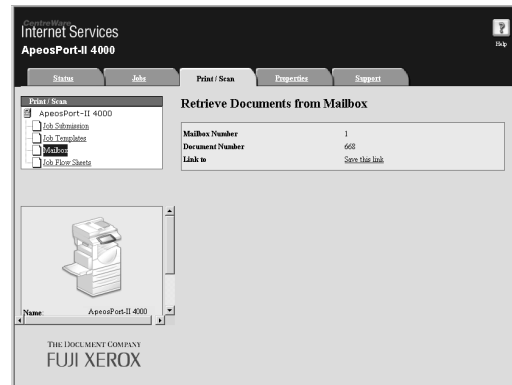 CentreWare
Internet Services
ApeosPort-II 4000
Help
Status Jobs Print / Scan Properties Support
Print / Scan
ApeosPort-II 4000
Job Submission
Job Templates
Mailbox
Job Flow Sheets
Retrieve Documents from Mailbox
Mailbox Number 1
Document Number 668
Link to Save this link
Name: ApeosPort-II 4000
THE DOCUMENT COMPANY
FUJI XEROX